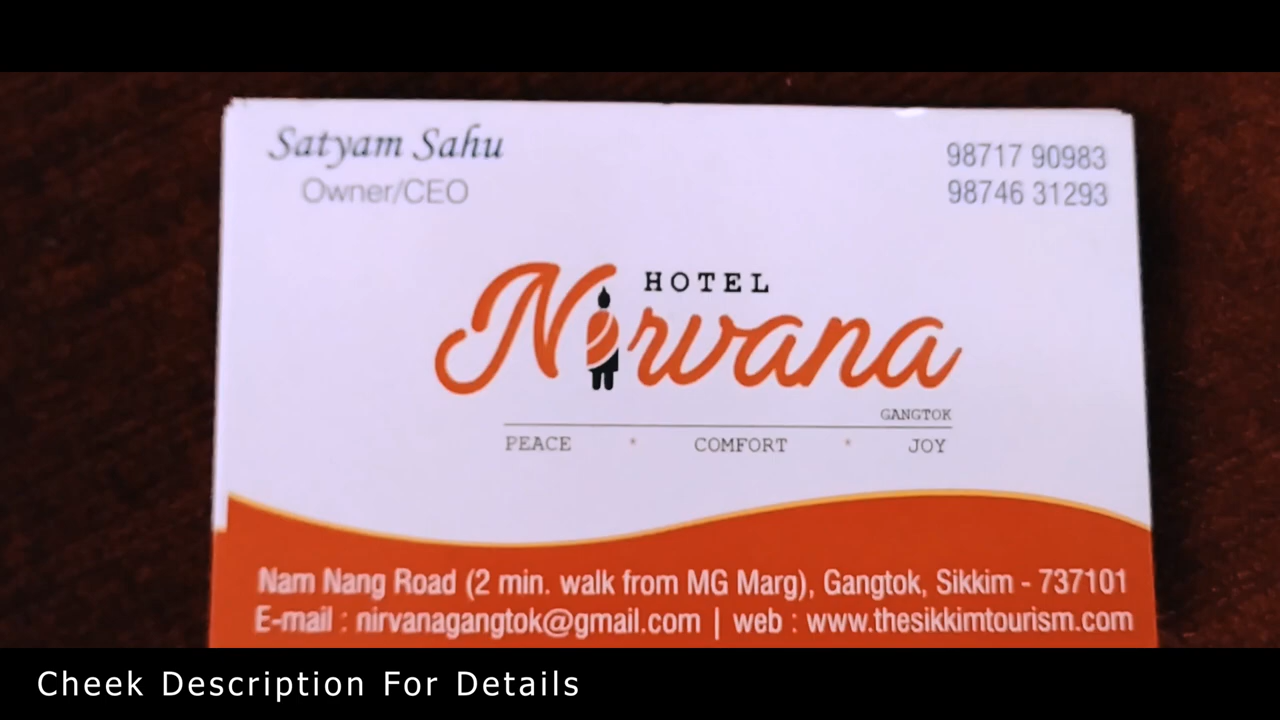 Satyam Sahu
Owner/CEO
98717 90983
98746 31293
HOTEL
Nirvana
GANGTOK
PEACE * COMFORT * JOY
Nam Nang Road (2 min. walk from MG Marg), Gangtok, Sikkim - 737101
E-mail : nirvanagangtok@gmail.com | web : www.thesikkimtourism.com
Cheek Description For Details